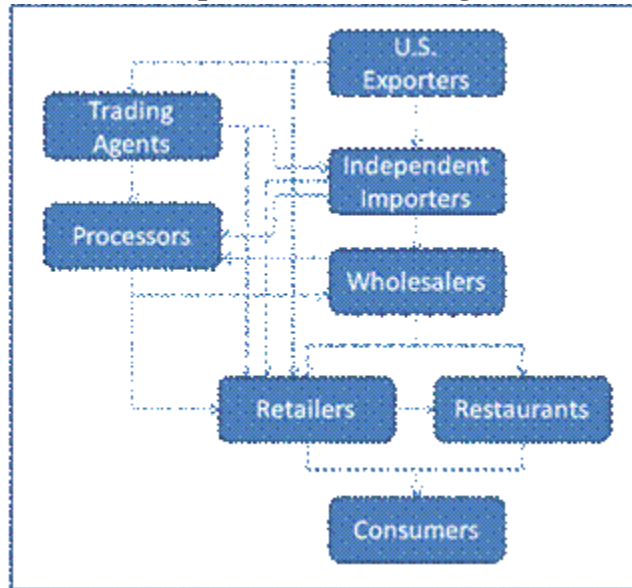 U.S.
Exporters
Trading
Agents
Independent
Importers
Processors
Wholesalers
Retailers
Restaurants
Consumers